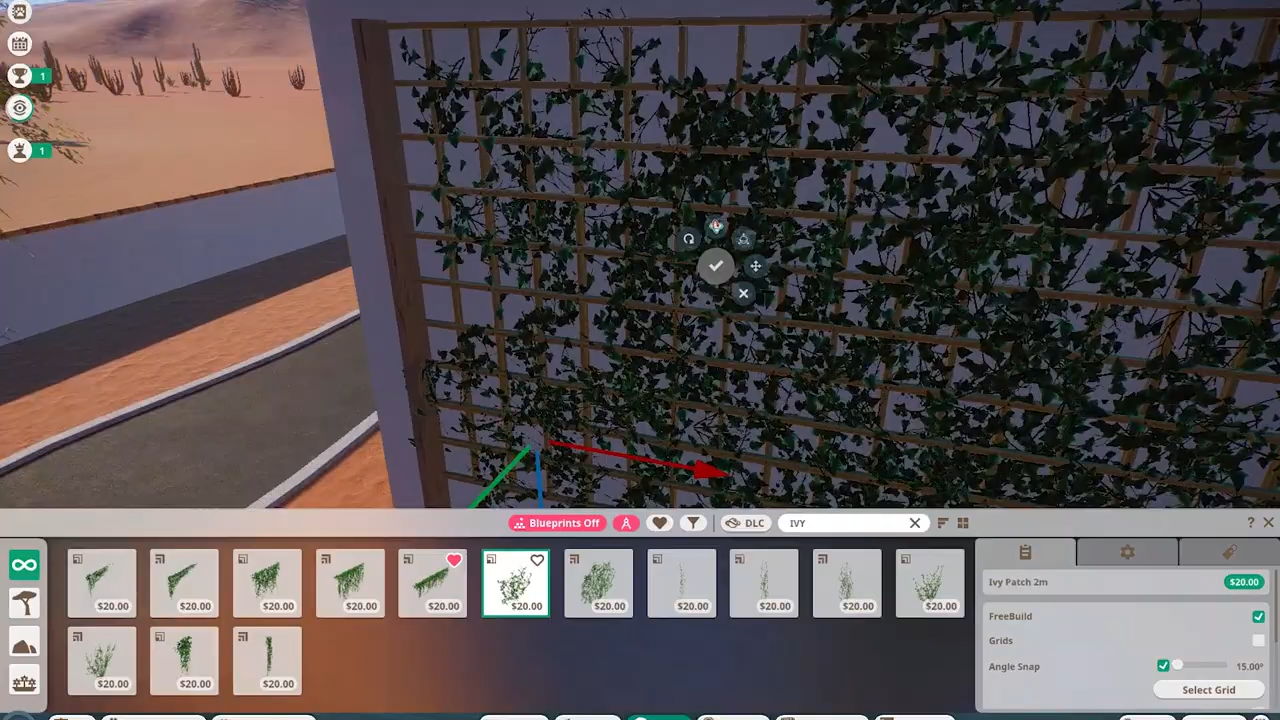 1
1
Blueprints Off
DLC
IVY
?
$20.00 $20.00 $20.00 $20.00 $20.00 $20.00 $20.00 $20.00 $20.00 $20.00 $20.00
$20.00 $20.00 $20.00
Ivy Patch 2m $20.00
FreeBuild
Grids
Angle Snap 15.00°
Select Grid